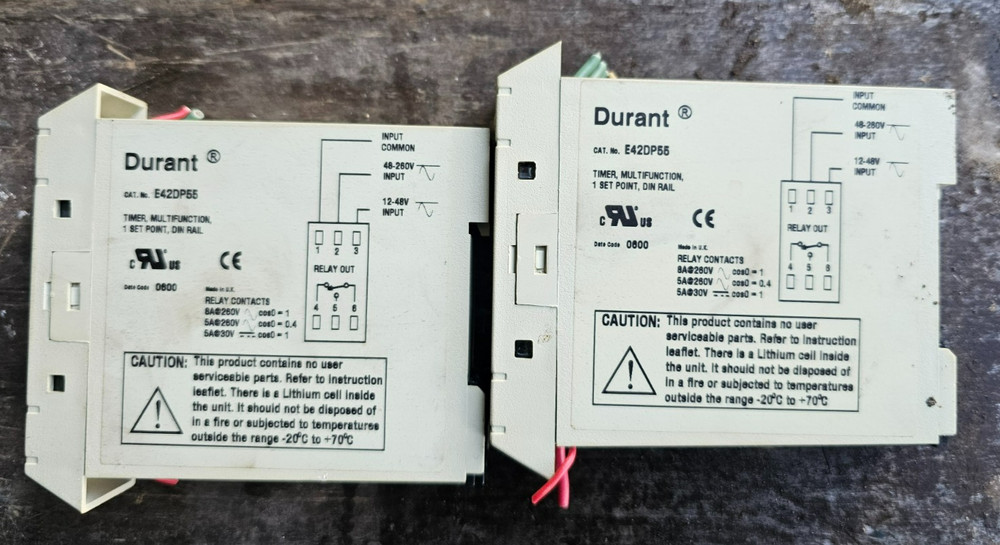 Durant ®
CAT. No. E42DP55
TIMER, MULTIFUNCTION,
1 SET POINT, DIN RAIL
C RU US CE
Date Code 0600
Made in U.K.
RELAY CONTACTS
8A@250V cosΘ = 1
5A@250V cosΘ = 0.4
5A@30V cosΘ = 1
INPUT
COMMON
48-260V
INPUT
12-48V
INPUT
1 2 3
RELAY OUT
4 5 6
CAUTION: This product contains no user
serviceable parts. Refer to instruction
leaflet. There is a Lithium cell inside
the unit. It should not be disposed of
in a fire or subjected to temperatures
outside the range -20°C to +70°C
Durant ®
CAT. No. E42DP55
TIMER, MULTIFUNCTION,
1 SET POINT, DIN RAIL
C RU US CE
Date Code 0600
Made in U.K.
RELAY CONTACTS
8A@250V cosΘ = 1
5A@250V cosΘ = 0.4
5A@30V cosΘ = 1
INPUT
COMMON
48-260V
INPUT
12-48V
INPUT
1 2 3
RELAY OUT
4 5 6
CAUTION: This product contains no user
serviceable parts. Refer to instruction
leaflet. There is a Lithium cell inside
the unit. It should not be disposed of
in a fire or subjected to temperatures
outside the range -20°C to +70°C